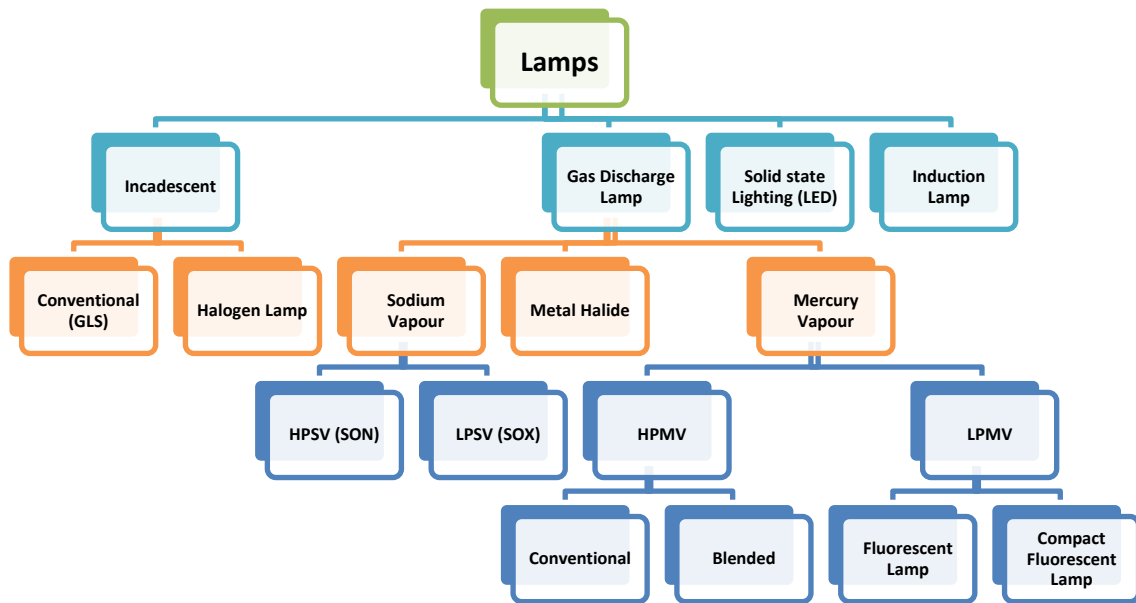 Lamps
Incadescent
Gas Discharge
Lamp
Solid state
Lighting (LED)
Induction
Lamp
Conventional
(GLS)
Halogen Lamp
Sodium
Vapour
Metal Halide
Mercury
Vapour
HPSV (SON)
LPSV (SOX)
HPMV
LPMV
Conventional
Blended
Fluorescent
Lamp
Compact
Fluorescent
Lamp